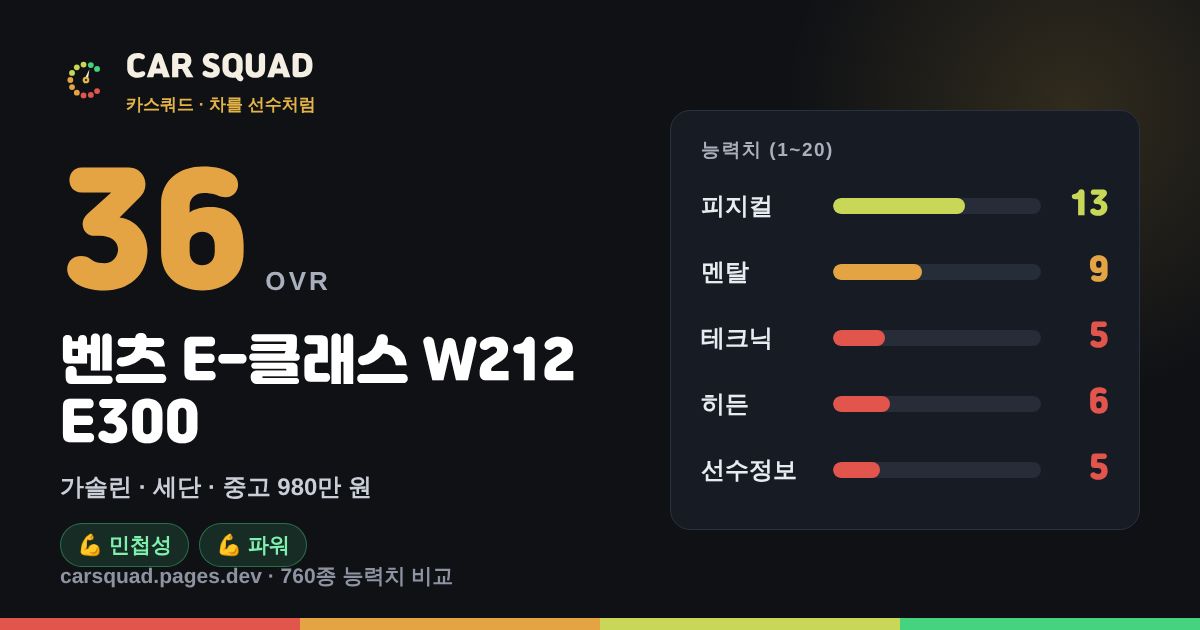 CAR SQUAD
카스쿼드 · 차를 선수처럼
36 OVR
벤츠 E-클래스 W212
E300
가솔린 · 세단 · 중고 980만 원
💪 민첩성 💪 파워
carsquad.pages.dev · 760종 능력치 비교
능력치 (1~20)
피지컬 13
멘탈 9
테크닉 5
히든 6
선수정보 5